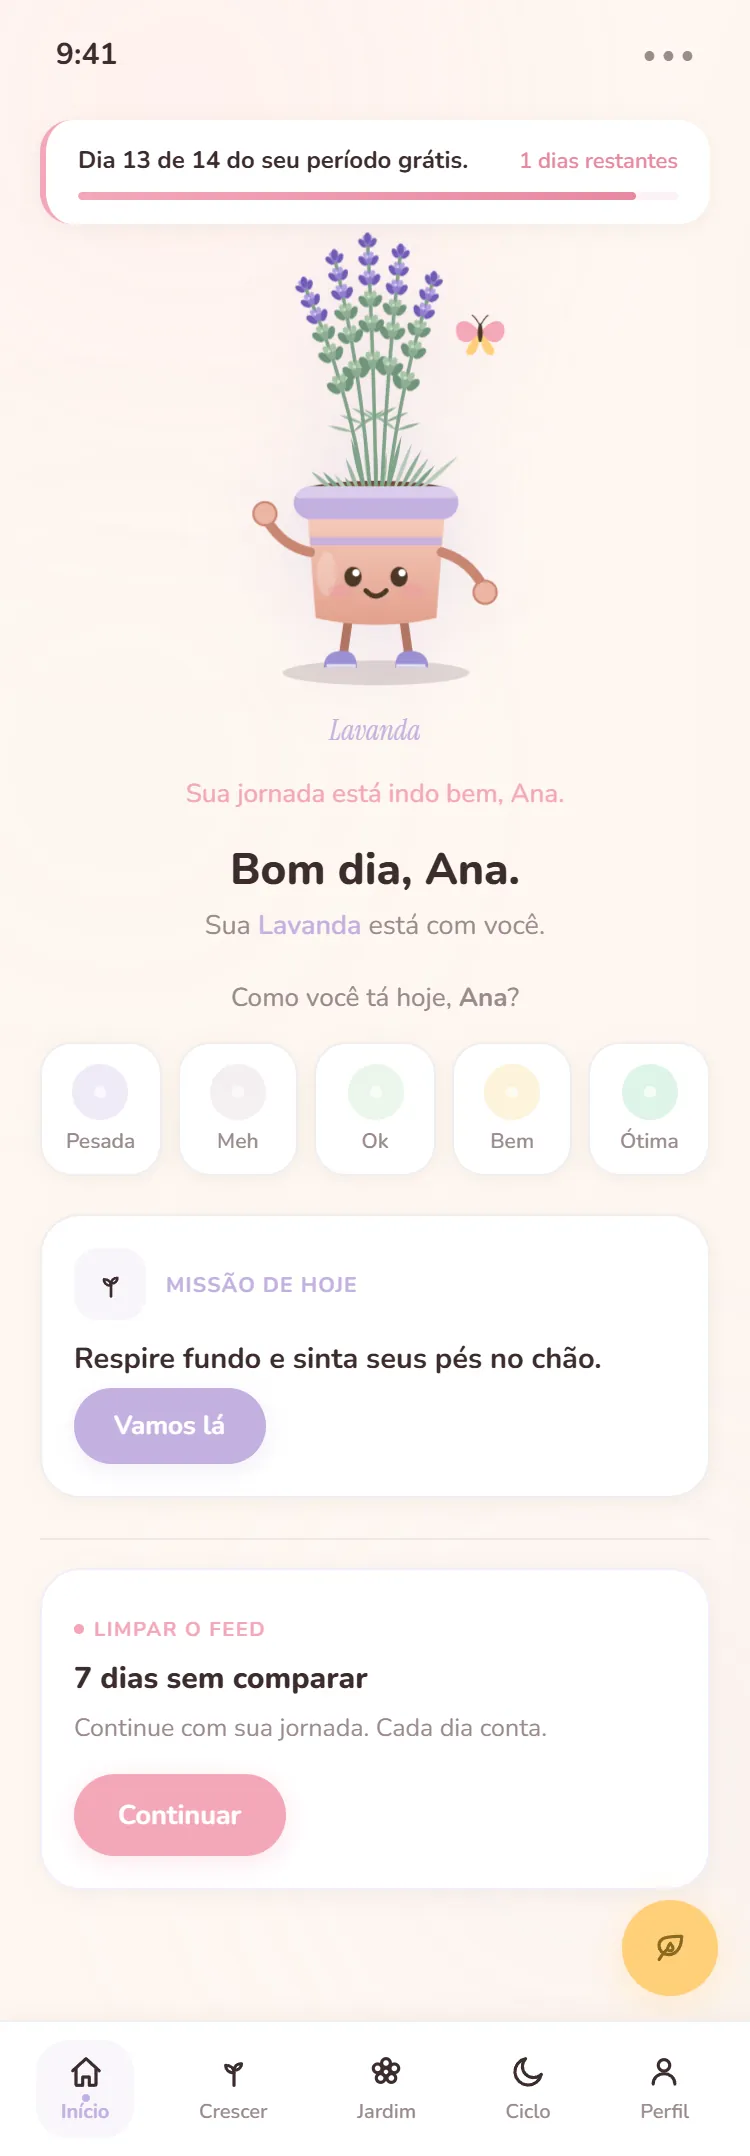 9:41
Dia 13 de 14 do seu período grátis.
1 dias restantes
Lavanda
Sua jornada está indo bem, Ana.
Bom dia, Ana.
Sua Lavanda está com você.
Como você tá hoje, Ana?
Pesada
Meh
Ok
Bem
Ótima
MISSÃO DE HOJE
Respire fundo e sinta seus pés no chão.
Vamos lá
LIMPAR O FEED
7 dias sem comparar
Continue com sua jornada. Cada dia conta.
Continuar
Início
Crescer
Jardim
Ciclo
Perfil